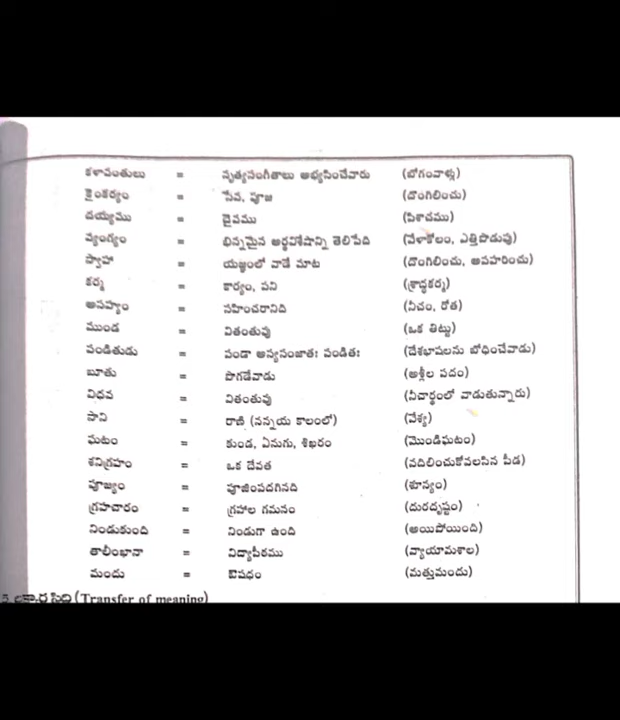 కళావంతులు = నృత్యసంగీతాలు అభ్యసించేవారు (బోగంవాళ్లు)
కైంకర్యం = సేవ, పూజ (దొంగిలించు)
దయ్యము = దైవము (పిశాచము)
వ్యంగ్యం = భిన్నమైన అర్థవిశేషాన్ని తెలిపేది (వేళాకోలం, ఎత్తిపొడుపు)
స్వాహా = యజ్ఞంలో వాడే మాట (దొంగిలించు, అపహరించు)
కర్మ = కార్యం, పని (శ్రాద్ధకర్మ)
అసహ్యం = సహించరానిది (నీచం, రోత)
ముండ = వితంతువు (ఒక తిట్టు)
పండితుడు = పండా అస్యసంజాతః పండితః (దేశభాషలను బోధించేవాడు)
బూతు = పొగడేవాడు (అశ్లీల పదం)
విధవ = వితంతువు (నీచార్థంలో వాడుతున్నారు)
సాని = రాణి (నన్నయ కాలంలో) (వేశ్య)
ఘటం = కుండ, ఏనుగు, శిఖరం (మొండిఘటం)
శనిగ్రహం = ఒక దేవత (వదిలించుకోవలసిన పీడ)
పూజ్యం = పూజింపదగినది (శూన్యం)
గ్రహచారం = గ్రహాల గమనం (దురదృష్టం)
నిండుకుంది = నిండుగా ఉంది (అయిపోయింది)
తాలింఖానా = విద్యాపీఠము (వ్యాయామశాల)
మందు = ఔషధం (మత్తుమందు)
(Transfer of meaning)